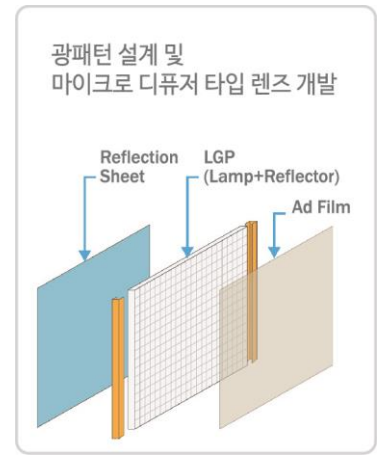 광패턴 설계 및
마이크로 디퓨저 타입 렌즈 개발
Reflection
Sheet
LGP
(Lamp+Reflector)
Ad Film